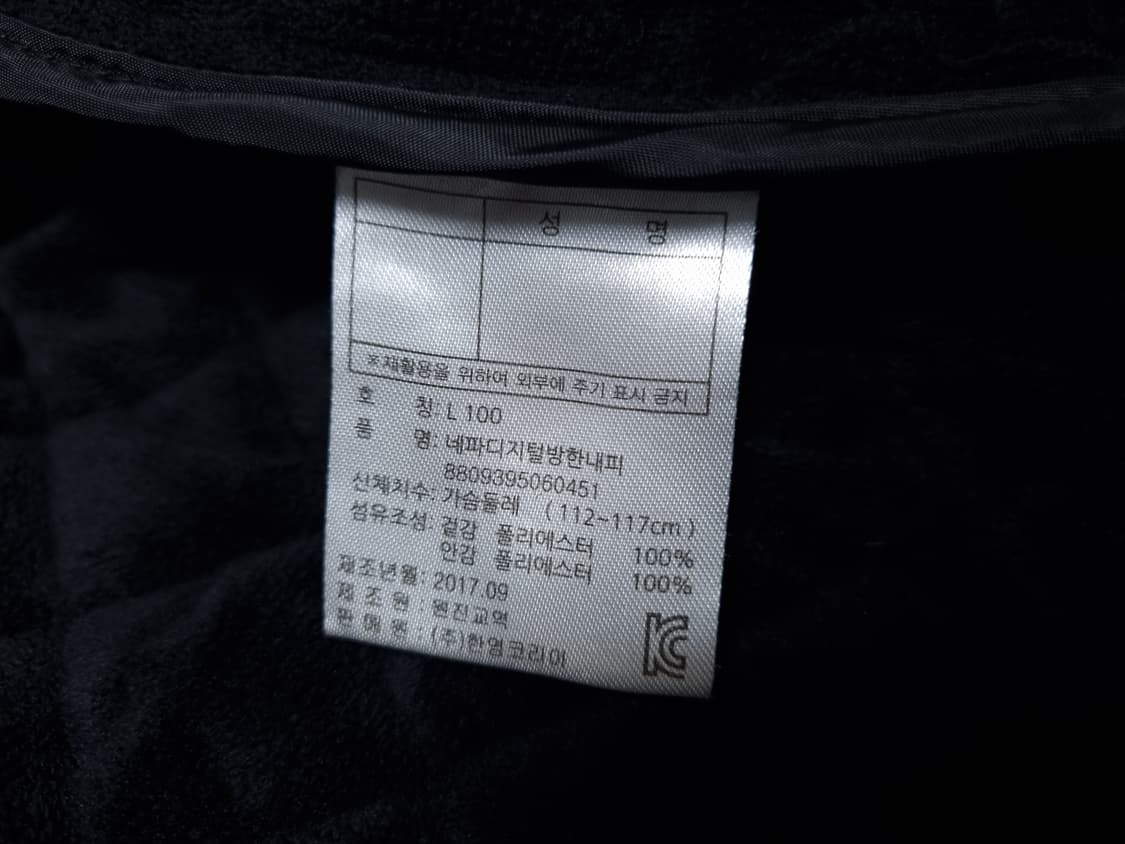 성 명
※재활용을 위하여 외부에 주기 표시 금지
호 칭: L 100
품 명: 네파디지털방한내피
8809395060451
신체치수: 가슴둘레 (112~117cm)
섬유조성: 겉감 폴리에스터 100%
안감 폴리에스터 100%
제조년월: 2017.09
제 조 원 : 원진교역
판 매 원 : (주)한영코리아
KC